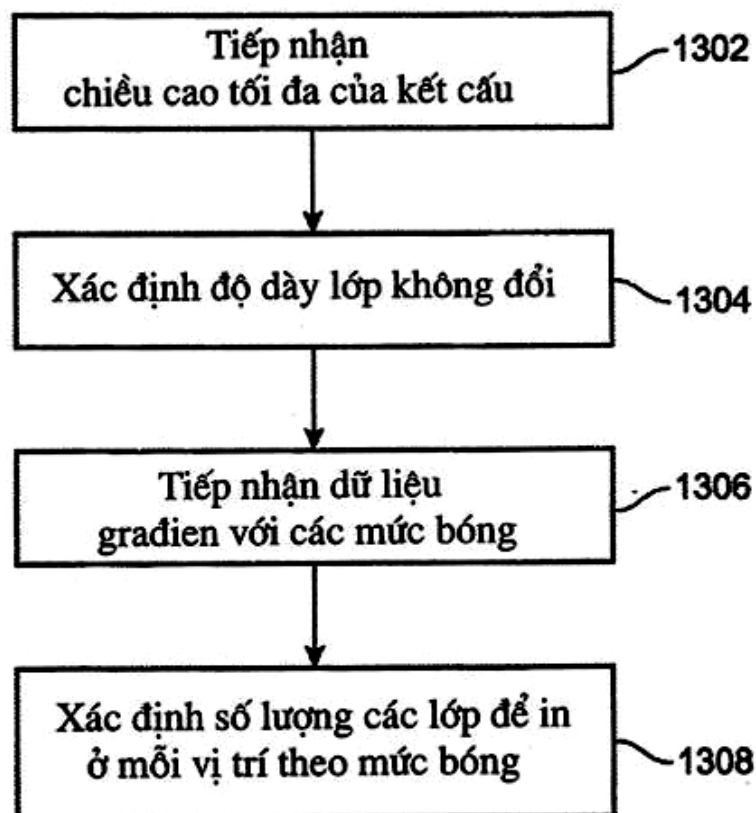 Tiếp nhận
chiều cao tối đa của kết cấu
1302
Xác định độ dày lớp không đổi
1304
Tiếp nhận dữ liệu
građien với các mức bóng
1306
Xác định số lượng các lớp để in
ở mỗi vị trí theo mức bóng
1308